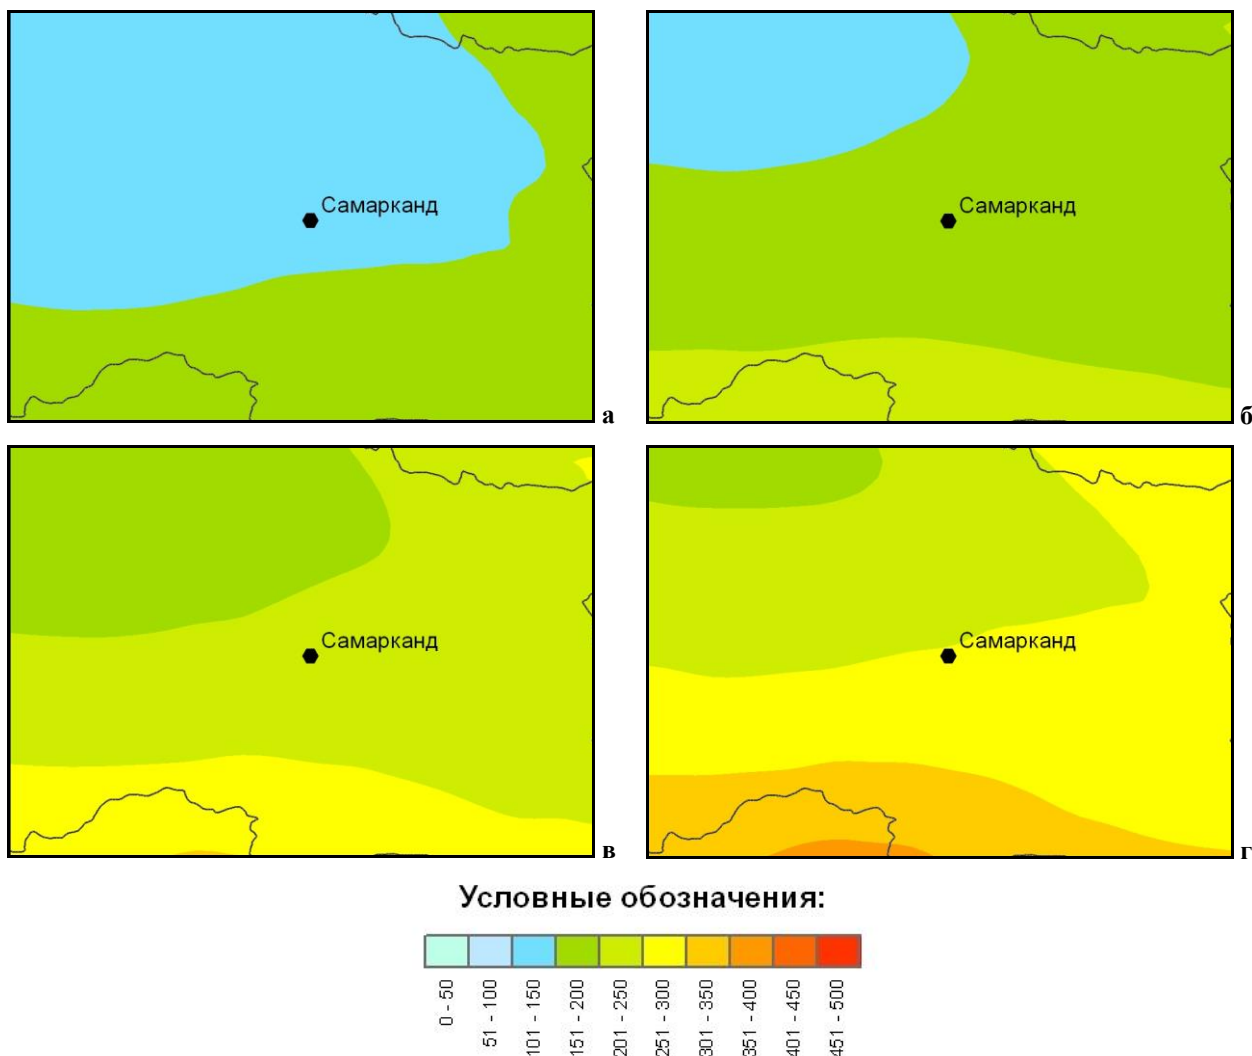 Самарканд
а
Самарканд
б
Самарканд
в
Самарканд
г
Условные обозначения:
0 - 50
51 - 100
101 - 150
151 - 200
201 - 250
251 - 300
301 - 350
351 - 400
401 - 450
451 - 500